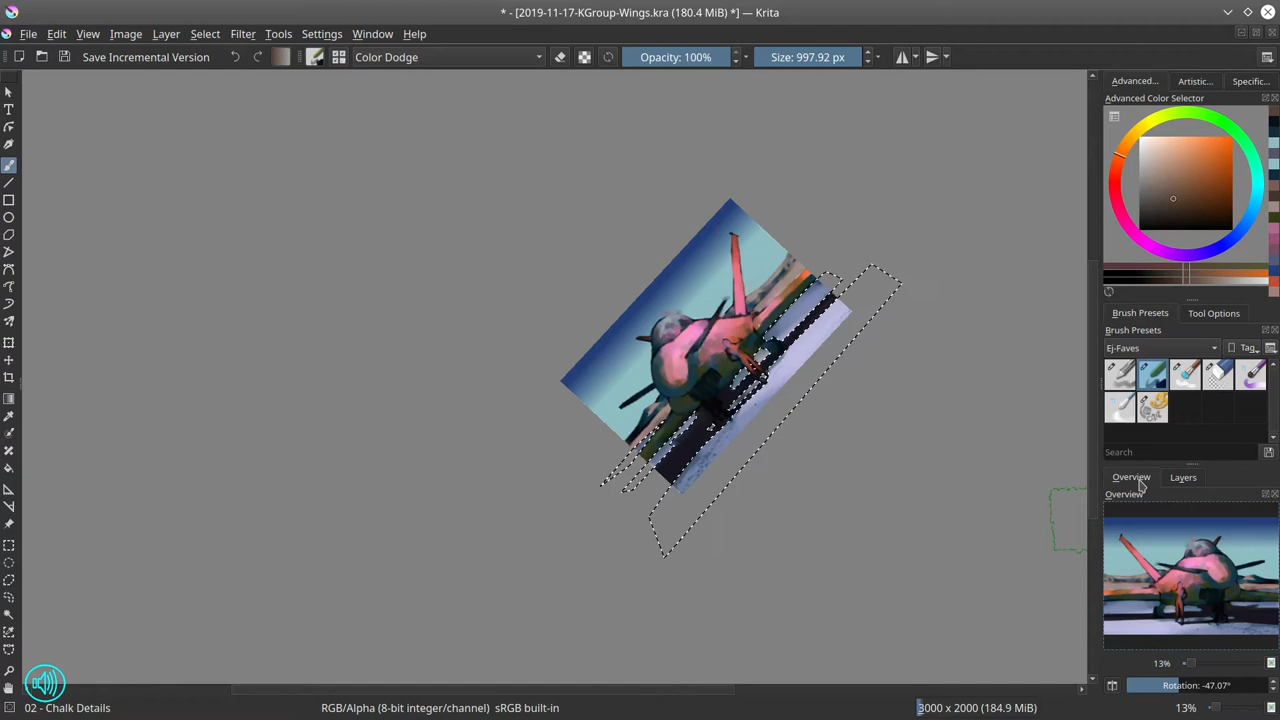 * - [2019-11-17-KGroup-Wings.kra (180.4 MiB) *] — Krita
File Edit View Image Layer Select Filter Tools Settings Window Help
Save Incremental Version Color Dodge Opacity: 100% Size: 997.92 px
Advanced... Artistic... Specific...
Advanced Color Selector
Brush Presets Tool Options
Brush Presets
Ej-Faves Tag
Search
Overview Layers
Overview
13%
Rotation: -47.07°
02 - Chalk Details RGB/Alpha (8-bit integer/channel) sRGB built-in 3000 x 2000 (184.9 MiB) 13%